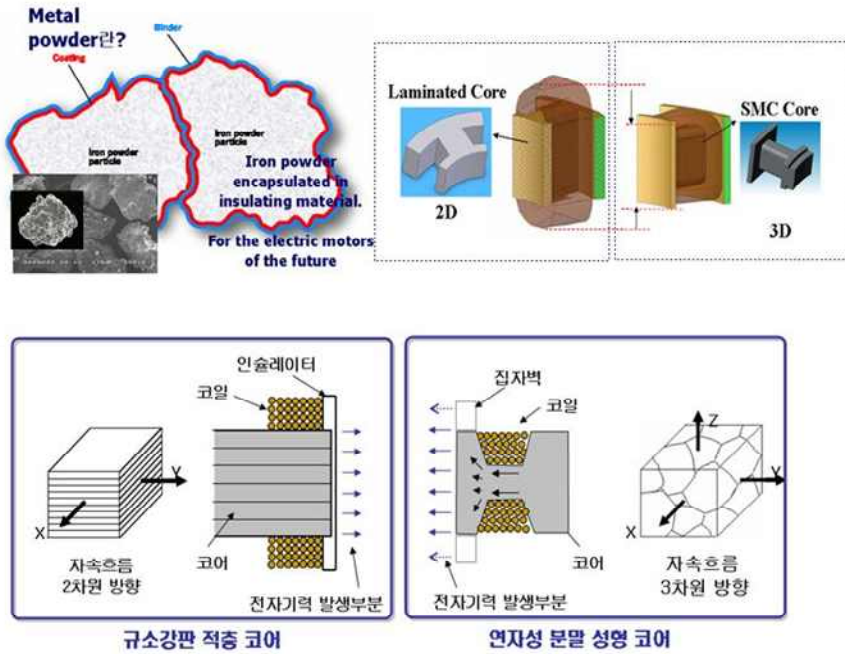 Metal
powder란?
Coating
Binder
Iron powder
particle
Iron powder
particle
Iron powder
encapsulated in
insulating material.
For the electric motors
of the future
Laminated Core
2D
SMC Core
3D
인슐레이터
코일
Y
X
자속흐름
2차원 방향
코어
전자기력 발생부분
규소강판 적층 코어
집자벽
코일
Z
Y
X
코어
자속흐름
3차원 방향
전자기력 발생부분
연자성 분말 성형 코어